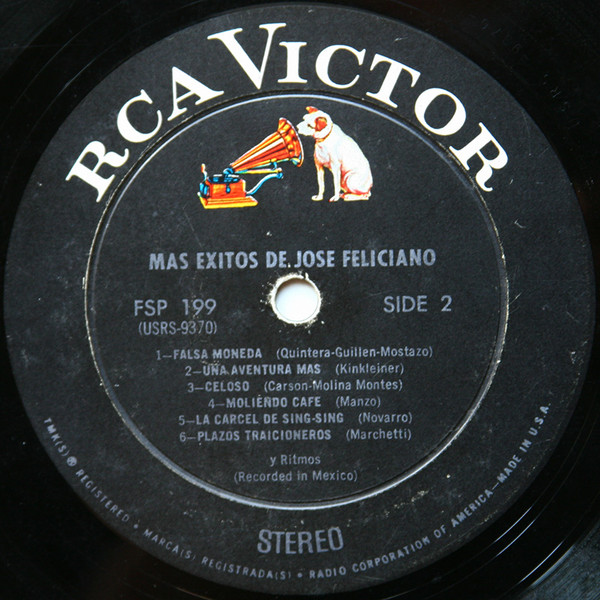 RCA VICTOR
MAS EXITOS DE JOSE FELICIANO
FSP 199
(USRS-9370)
SIDE 2
1—FALSA MONEDA (Quintera-Guillen-Mostazo)
2—UÑA AVENTURA MAS (Kinkleiner)
3—CELOSO (Carson-Molina Montes)
4—MOLIENDO CAFE (Manzo)
5—LA CARCEL DE SING-SING (Novarro)
6—PLAZOS TRAICIONEROS (Marchetti)
y Ritmos
(Recorded in Mexico)
STEREO
TMK(S) ® REGISTERED • MARCA(S) REGISTRADA(S) • RADIO CORPORATION OF AMERICA—MADE IN U.S.A.